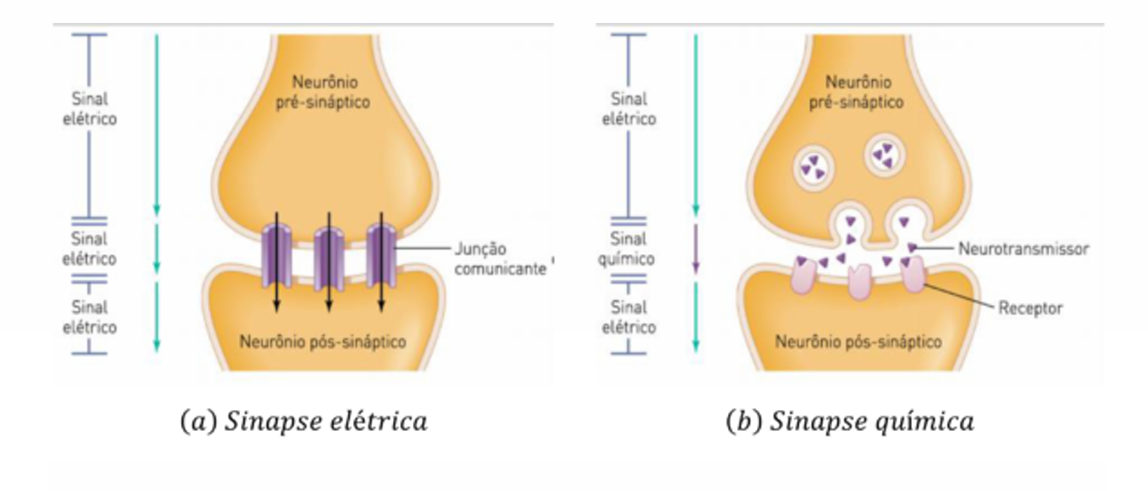 Neurônio
pré-sináptico
Sinal
elétrico
Sinal
elétrico
Junção
comunicante
Sinal
elétrico
Neurônio pós-sináptico
(a) Sinapse elétrica
Neurônio
pré-sináptico
Sinal
elétrico
Sinal
químico
Neurotransmissor
Sinal
elétrico
Receptor
Neurônio pós-sináptico
(b) Sinapse química